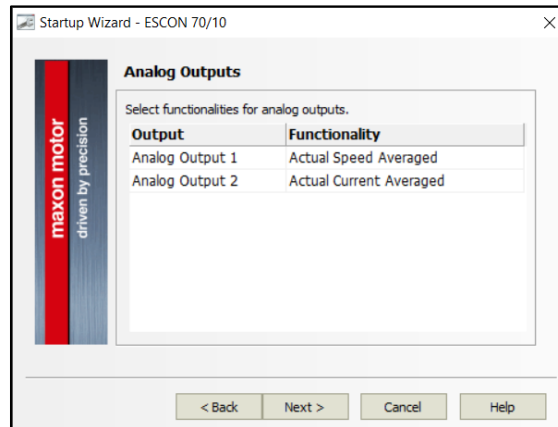 Startup Wizard - ESCON 70/10
maxon motor
driven by precision
Analog Outputs
Select functionalities for analog outputs.
Output Functionality
Analog Output 1 Actual Speed Averaged
Analog Output 2 Actual Current Averaged
< Back Next > Cancel Help